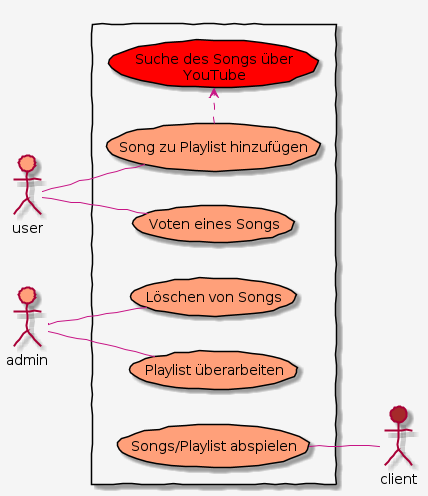 Suche des Songs über
YouTube
Song zu Playlist hinzufügen
user
Voten eines Songs
Löschen von Songs
admin
Playlist überarbeiten
Songs/Playlist abspielen
client